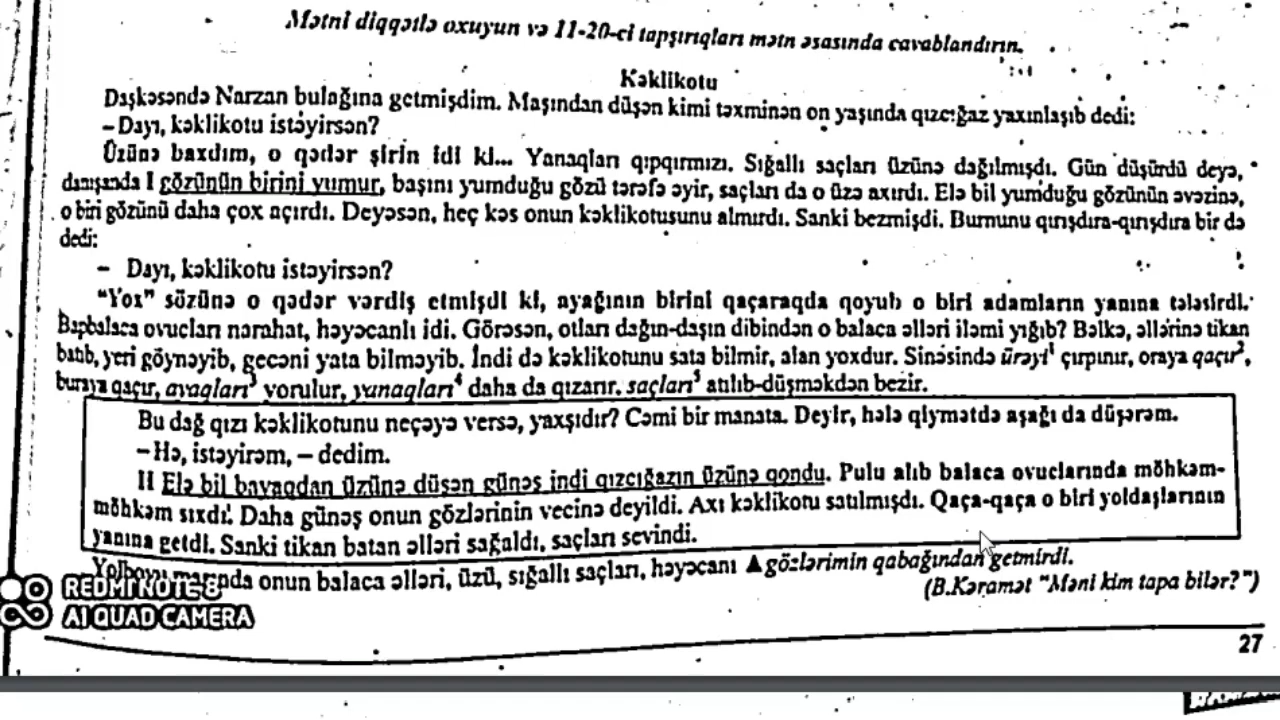 Mətni diqqətlə oxuyun və 11-20-ci tapşırıqları mətn əsasında cavablandırın.
Kəklikotu
Daşkəsəndə Narzan bulağına getmişdim. Maşından düşən kimi təxminən on yaşında qızcığaz yaxınlaşıb dedi:
– Dayı, kəklikotu istəyirsən?
Üzünə baxdım, o qədər şirin idi ki... Yanaqları qıpqırmızı. Sığallı saçları üzünə dağılmışdı. Gün düşürdü deyə,
danışanda I gözünün birini yumur, başını yumduğu gözü tərəfə əyir, saçları da o üzə axırdı. Elə bil yumduğu gözünün əvəzinə,
o biri gözünü daha çox açırdı. Deyəsən, heç kəs onun kəklikotusunu almırdı. Sanki bezmişdi. Burnunu qırışdıra-qırışdıra bir də
dedi:
– Dayı, kəklikotu istəyirsən?
“Yox” sözünə o qədər vərdiş etmişdi ki, ayağının birini qaçaraqda qoyub o biri adamların yanına tələsirdi.
Bapbalaca ovucları narahat, həyəcanlı idi. Görəsən, otları dağın-daşın dibindən o balaca əlləri iləmi yığıb? Bəlkə, əllərinə tikan
batıb, yeri göynəyib, gecəni yata bilməyib. İndi də kəklikotunu sata bilmir, alan yoxdur. Sinəsində ürəyi¹ çırpınır, oraya qaçır²,
buraya qaçır, ayaqları³ yorulur, yanaqları⁴ daha da qızarır, saçları⁵ atılıb-düşməkdən bezir.
Bu dağ qızı kəklikotunu neçəyə versə, yaxşıdır? Cəmi bir manata. Deyir, hələ qiymətdə aşağı da düşərəm.
– Hə, istəyirəm, – dedim.
II Elə bil bayaqdan üzünə düşən günəş indi qızcığazın üzünə qondu. Pulu alıb balaca ovuclarında möhkəm-
möhkəm sıxdı. Daha günəş onun gözlərinin vecinə deyildi. Axı kəklikotu satılmışdı. Qaça-qaça o biri yoldaşlarının
yanına getdi. Sanki tikan batan əlləri sağaldı, saçları sevindi.
Yolboyu onun balaca əlləri, üzü, sığallı saçları, həyəcanı ▲gözlərimin qabağından getmirdi.
(B.Kəramət “Məni kim tapa bilər?”)
REDMI NOTE 8
AI QUAD CAMERA
27